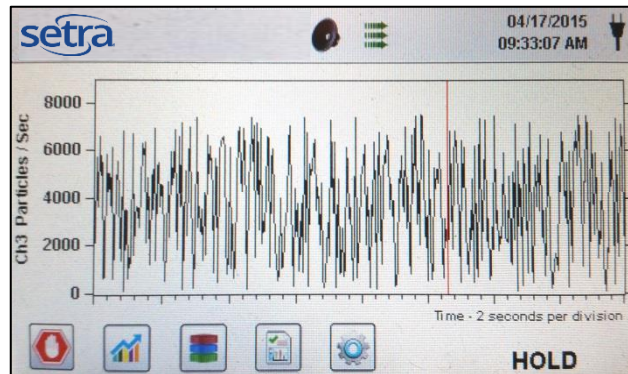 setra
04/17/2015
09:33:07 AM
Ch3 Particles / Sec
8000
6000
4000
2000
0
Time - 2 seconds per division
HOLD